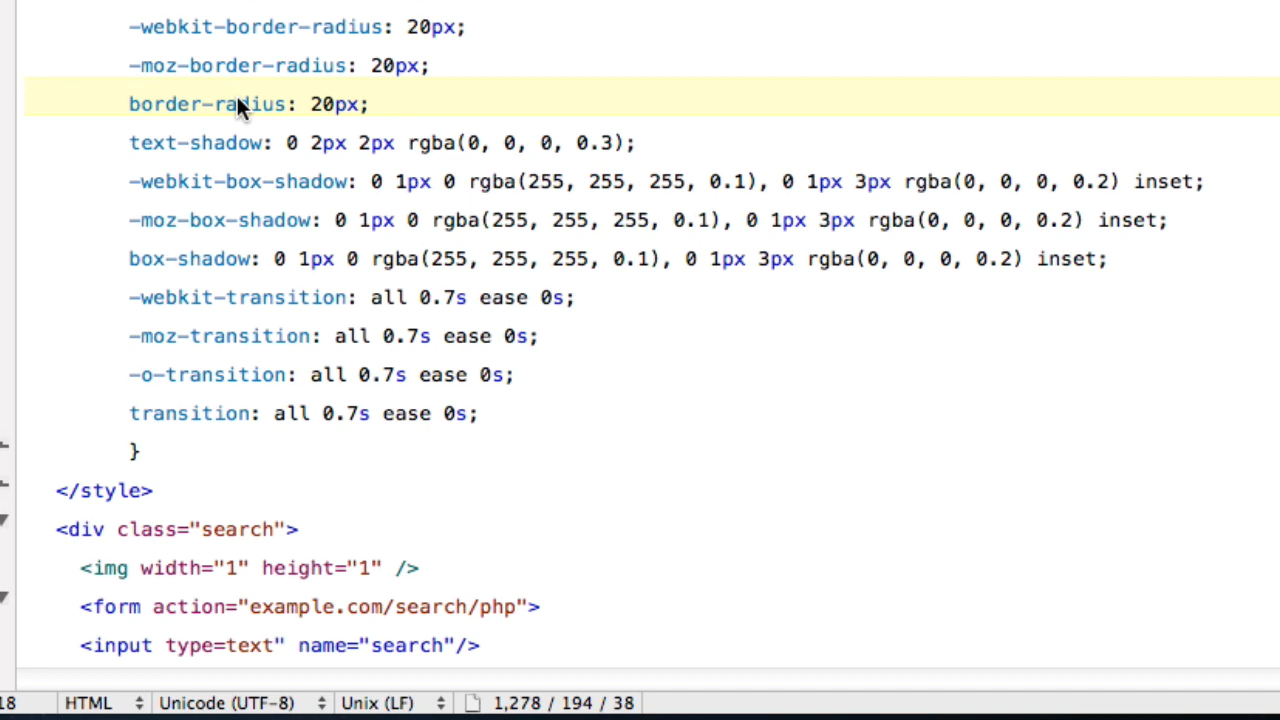 -webkit-border-radius: 20px;
-moz-border-radius: 20px;
border-radius: 20px;
text-shadow: 0 2px 2px rgba(0, 0, 0, 0.3);
-webkit-box-shadow: 0 1px 0 rgba(255, 255, 255, 0.1), 0 1px 3px rgba(0, 0, 0, 0.2) inset;
-moz-box-shadow: 0 1px 0 rgba(255, 255, 255, 0.1), 0 1px 3px rgba(0, 0, 0, 0.2) inset;
box-shadow: 0 1px 0 rgba(255, 255, 255, 0.1), 0 1px 3px rgba(0, 0, 0, 0.2) inset;
-webkit-transition: all 0.7s ease 0s;
-moz-transition: all 0.7s ease 0s;
-o-transition: all 0.7s ease 0s;
transition: all 0.7s ease 0s;
}
</style>
<div class="search">
<img width="1" height="1" />
<form action="example.com/search/php">
<input type=text" name="search"/>
18 HTML Unicode (UTF-8) Unix (LF) 1,278 / 194 / 38